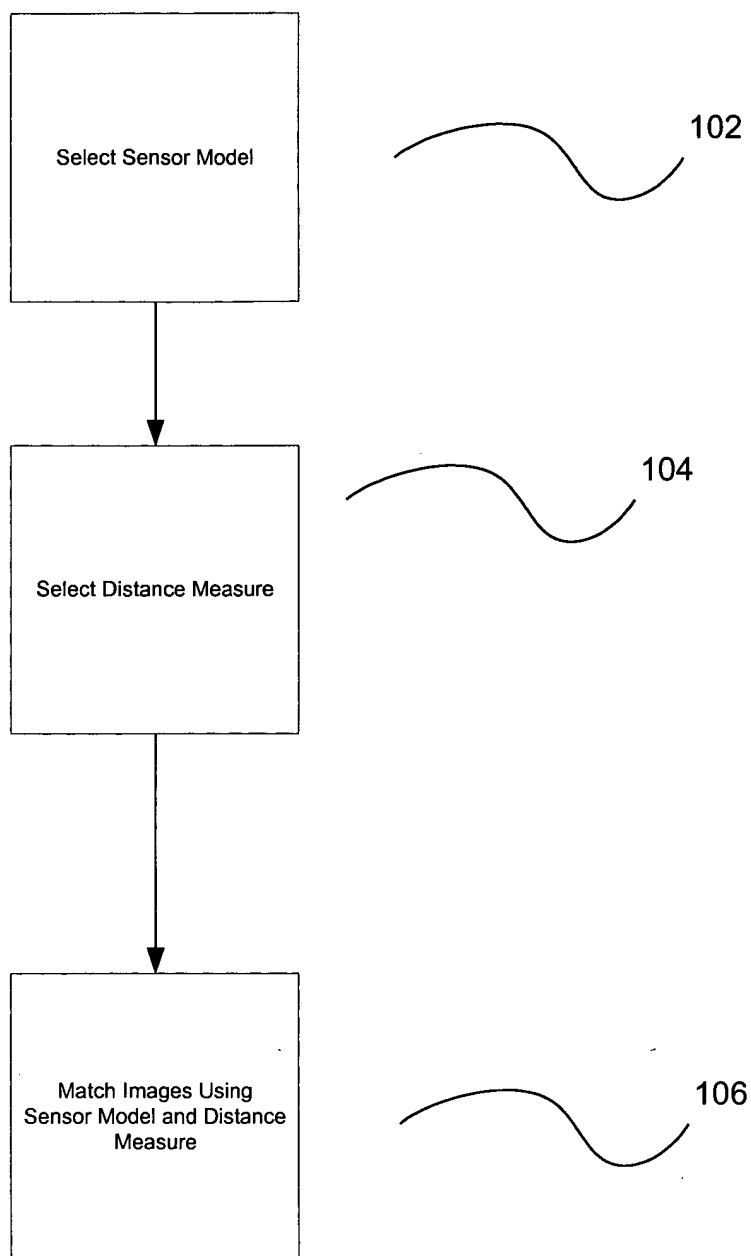 Select Sensor Model
102
Select Distance Measure
104
Match Images Using
Sensor Model and Distance
Measure
106